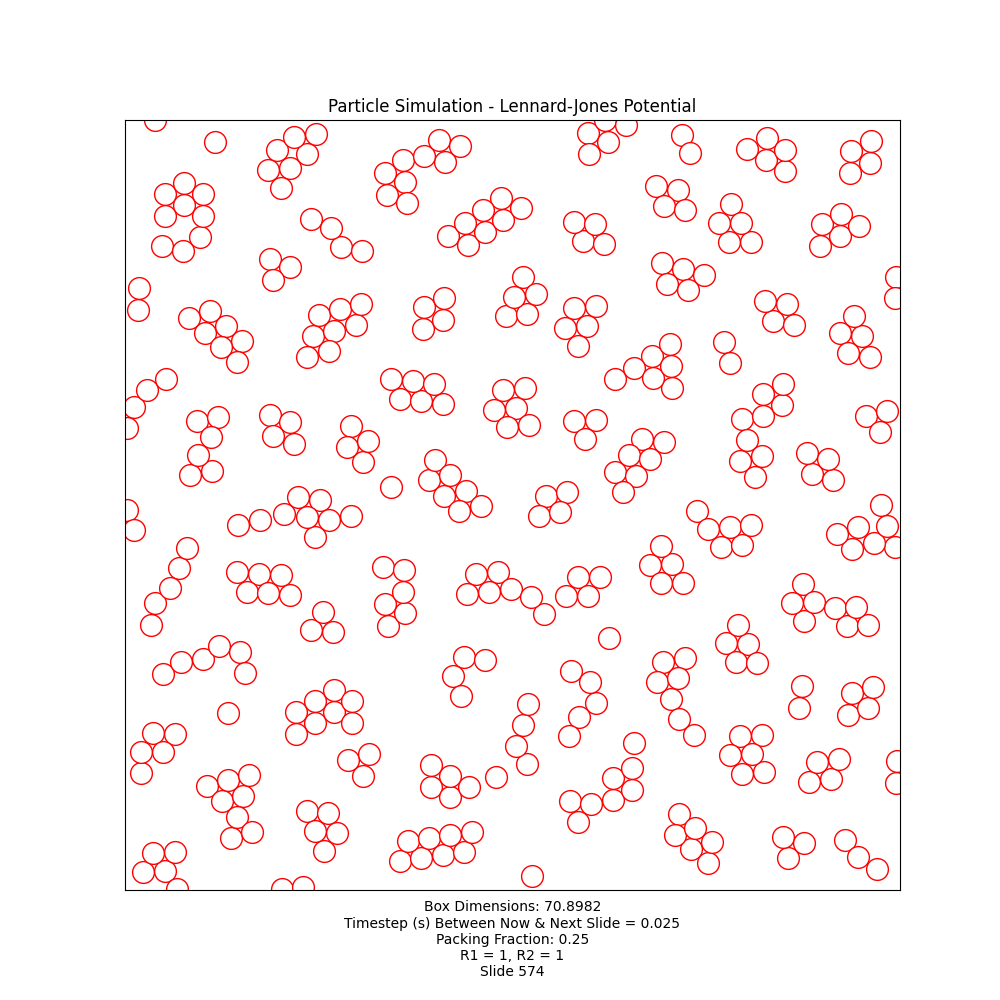 Particle Simulation - Lennard-Jones Potential
Box Dimensions: 70.8982
Timestep (s) Between Now & Next Slide = 0.025
Packing Fraction: 0.25
R1 = 1, R2 = 1
Slide 574